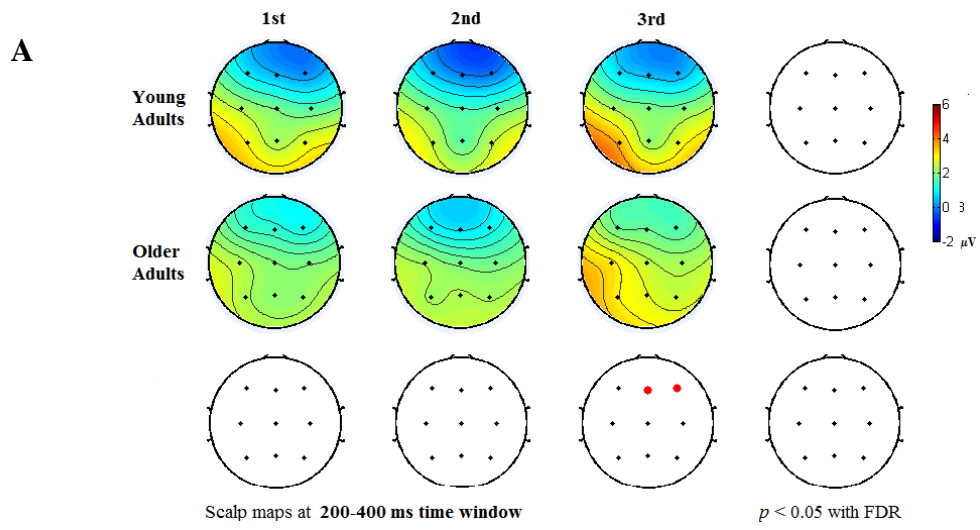 A
1st 2nd 3rd
Young
Adults
6
4
2
0 3
-2 μV
Older
Adults
Scalp maps at 200-400 ms time window
p < 0.05 with FDR